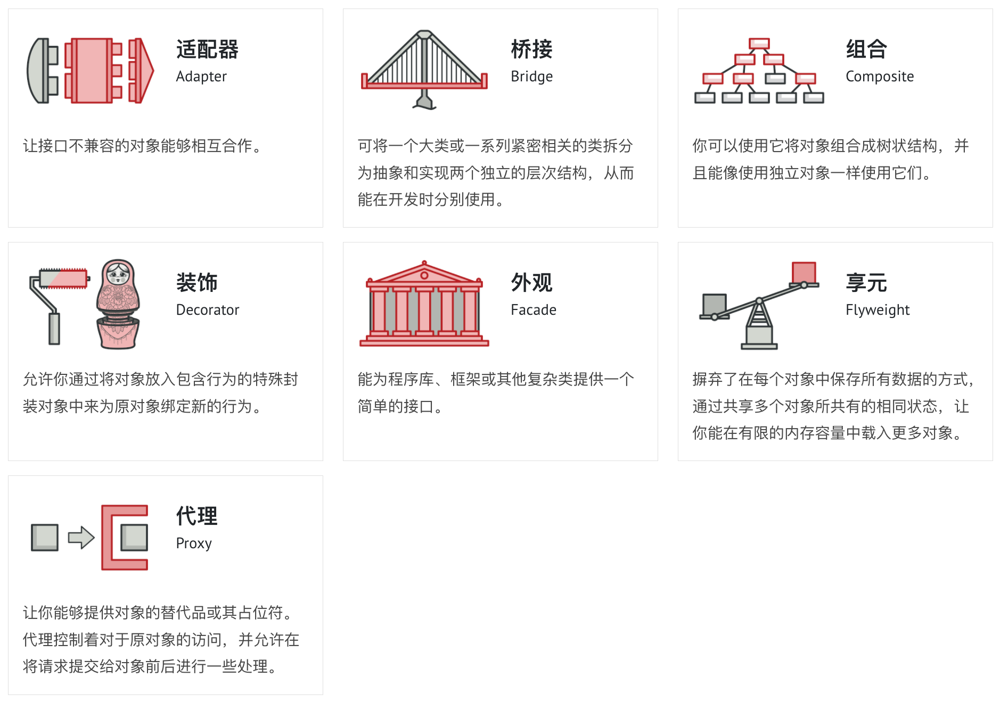 适配器
Adapter
让接口不兼容的对象能够相互合作。
桥接
Bridge
可将一个大类或一系列紧密相关的类拆分
为抽象和实现两个独立的层次结构，从而
能在开发时分别使用。
组合
Composite
你可以使用它将对象组合成树状结构，并
且能像使用独立对象一样使用它们。
装饰
Decorator
允许你通过将对象放入包含行为的特殊封
装对象中来为原对象绑定新的行为。
外观
Facade
能为程序库、框架或其他复杂类提供一个
简单的接口。
享元
Flyweight
摒弃了在每个对象中保存所有数据的方式，
通过共享多个对象所共有的相同状态，让
你能在有限的内存容量中载入更多对象。
代理
Proxy
让你能够提供对象的替代品或其占位符。
代理控制着对于原对象的访问，并允许在
将请求提交给对象前后进行一些处理。